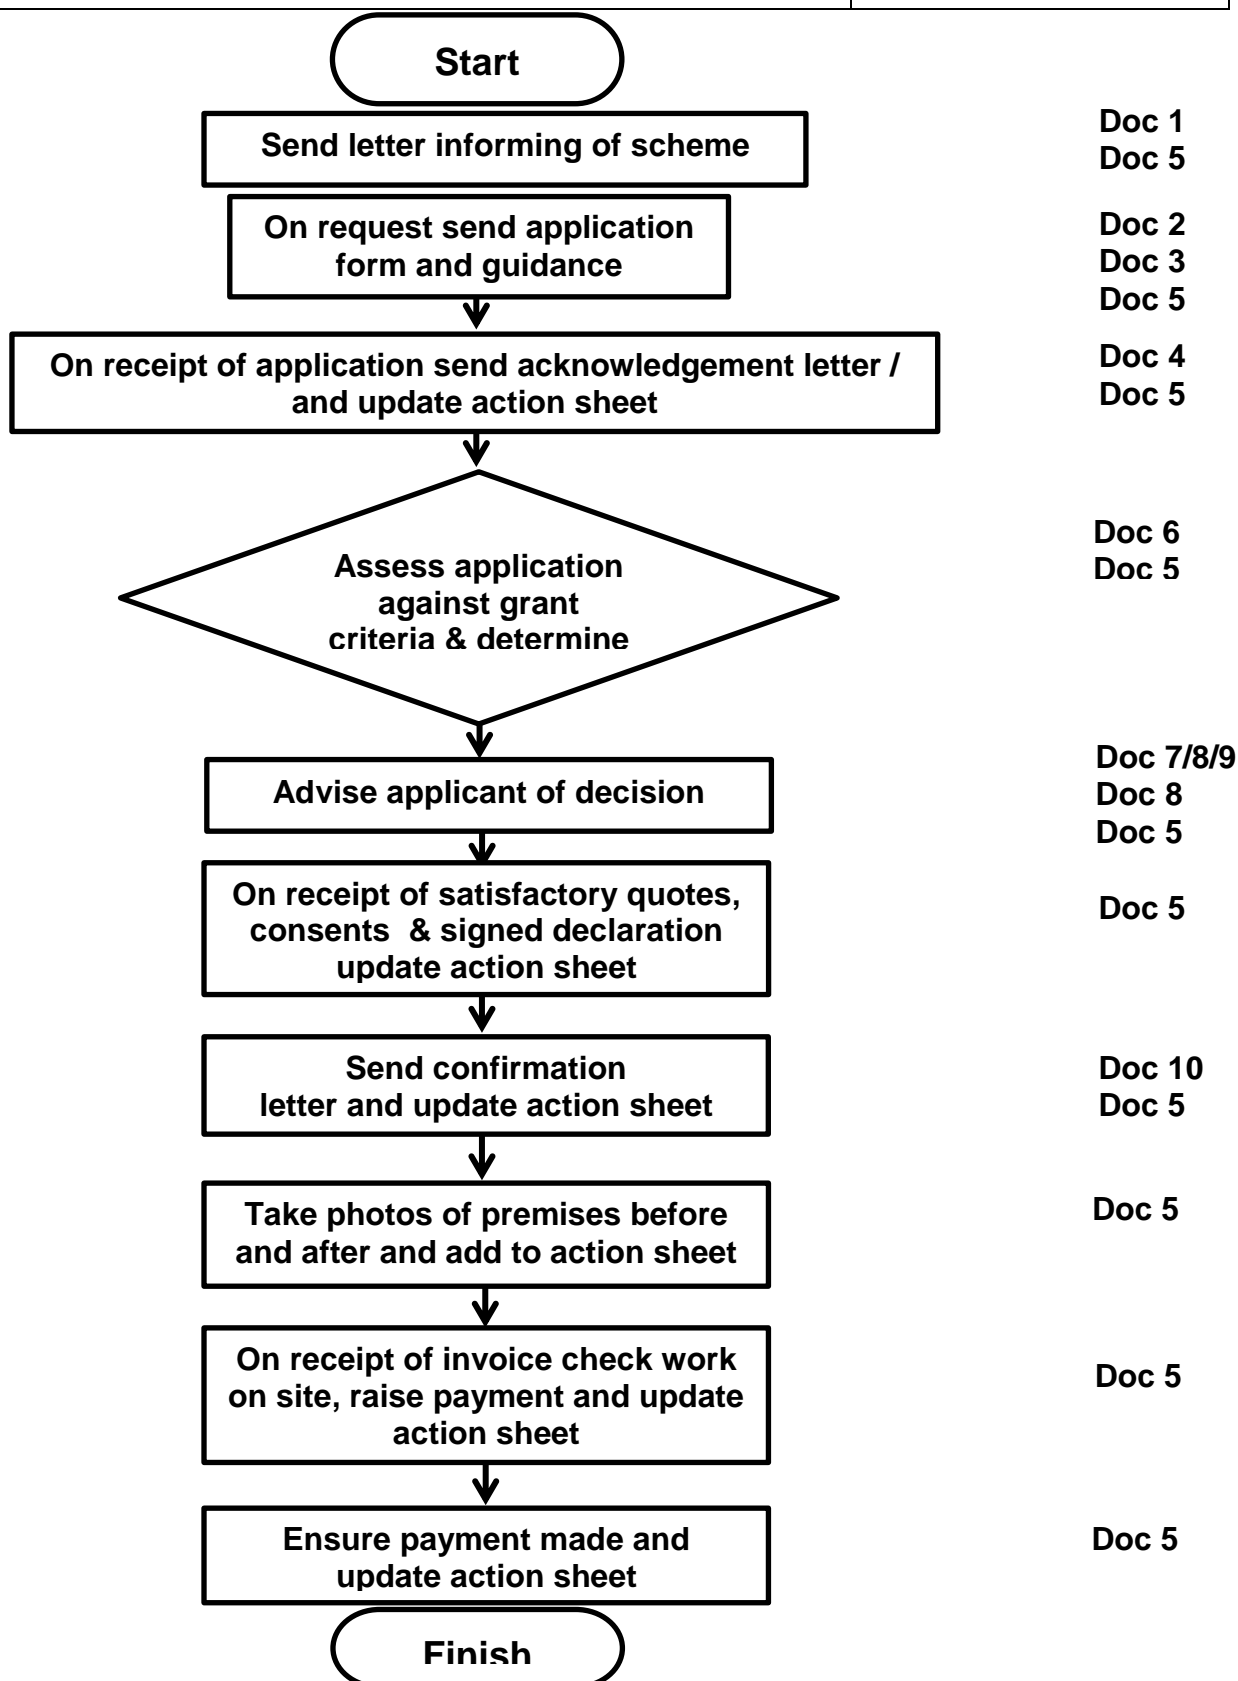 Start
Send letter informing of scheme
Doc 1
Doc 5
On request send application
form and guidance
Doc 2
Doc 3
Doc 5
On receipt of application send acknowledgement letter /
and update action sheet
Doc 4
Doc 5
Assess application
against grant
criteria & determine
Doc 6
Doc 5
Advise applicant of decision
Doc 7/8/9
Doc 8
Doc 5
On receipt of satisfactory quotes,
consents  & signed declaration
update action sheet
Doc 5
Send confirmation
letter and update action sheet
Doc 10
Doc 5
Take photos of premises before
and after and add to action sheet
Doc 5
On receipt of invoice check work
on site, raise payment and update
action sheet
Doc 5
Ensure payment made and
update action sheet
Doc 5
Finish